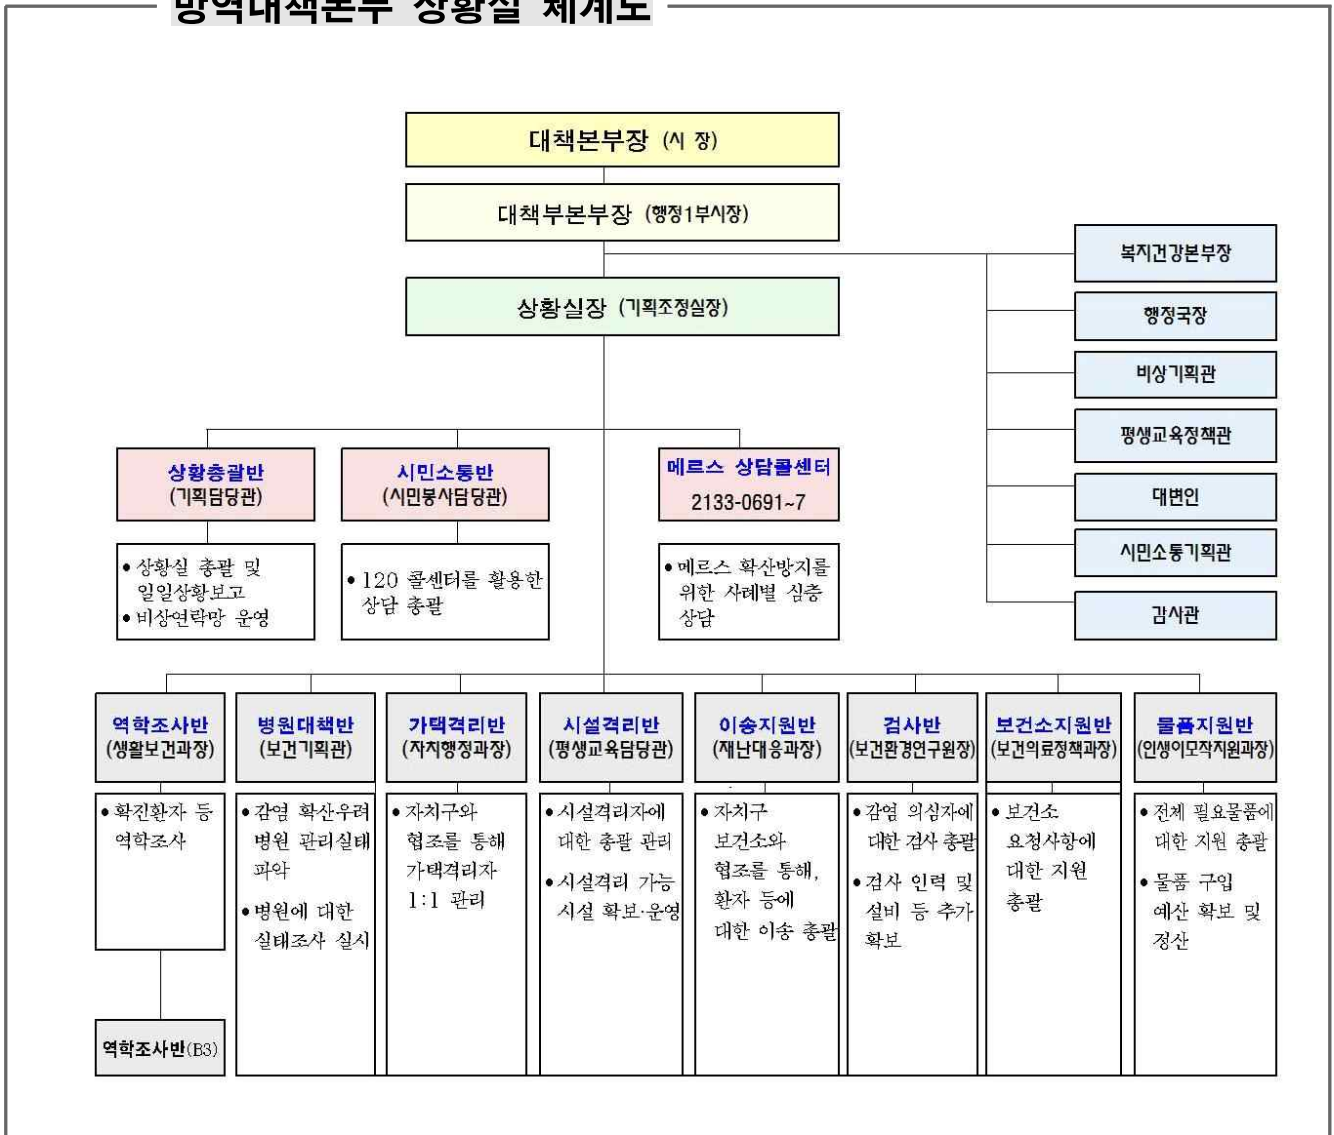 방역대책본부 상황실 체계도
대책본부장 (시 장)
대책부본부장 (행정1부시장)
상황실장 (기획조정실장)
복지건강본부장
행정국장
비상기획관
평생교육정책관
대변인
시민소통기획관
감사관
상황총괄반
(기획담당관)
• 상황실 총괄 및
일일상황보고
• 비상연락망 운영
시민소통반
(시민봉사담당관)
• 120 콜센터를 활용한
상담 총괄
메르스 상담콜센터
2133-0691~7
• 메르스 확산방지를
위한 사례별 심층
상담
역학조사반
(생활보건과장)
• 확진환자 등
역학조사
역학조사반(B3)
병원대책반
(보건기획관)
• 감염 확산우려
병원 관리실태
파악
• 병원에 대한
실태조사 실시
가택격리반
(자치행정과장)
• 자치구와
협조를 통해
가택격리자
1:1 관리
시설격리반
(평생교육담당관)
• 시설격리자에
대한 총괄 관리
• 시설격리 가능
시설 확보·운영
이송지원반
(재난대응과장)
• 자치구
보건소와
협조를 통해,
환자 등에
대한 이송 총괄
검사반
(보건환경연구원장)
• 감염 의심자에
대한 검사 총괄
• 검사 인력 및
설비 등 추가
확보
보건소지원반
(보건의료정책과장)
• 보건소
요청사항에
대한 지원
총괄
물품지원반
(인생이모작지원과장)
• 전체 필요물품에
대한 지원 총괄
• 물품 구입
예산 확보 및
정산